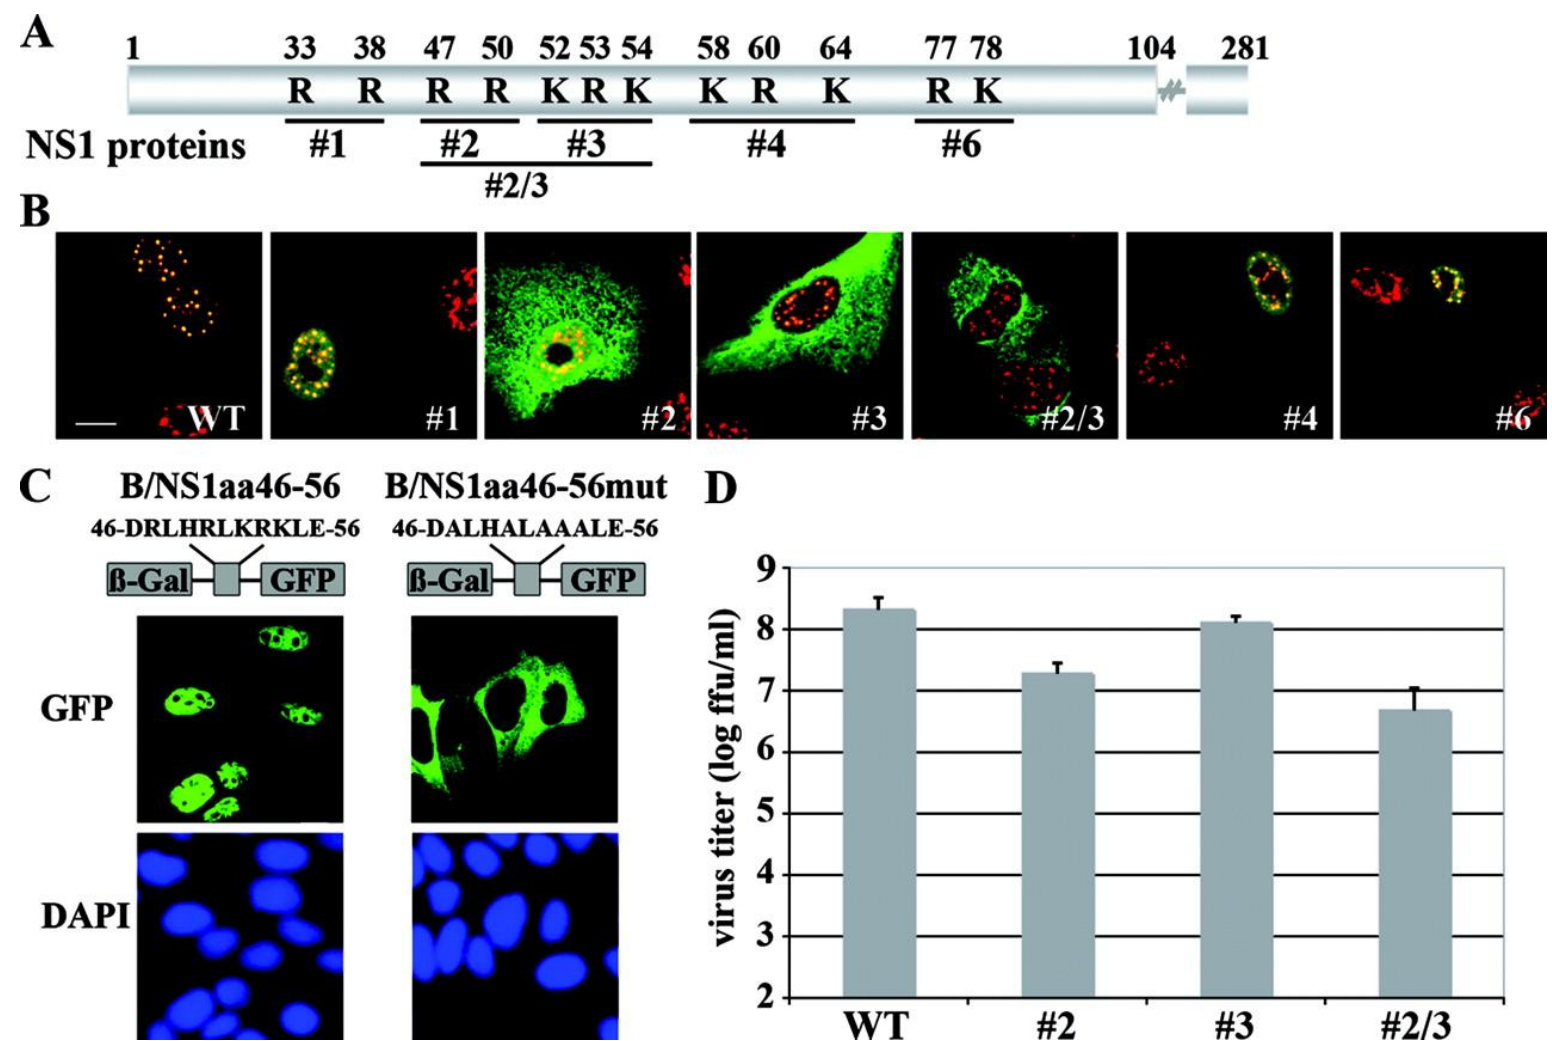 A
1 33 38 47 50 52 53 54 58 60 64 77 78 104 281
R R R R K R K K R K R K
NS1 proteins #1 #2 #3 #4 #6
#2/3
B
WT #1 #2 #3 #2/3 #4 #6
C B/NS1aa46-56 B/NS1aa46-56mut
46-DRLHRLKRKLE-56 46-DALHALAAALE-56
ß-Gal GFP ß-Gal GFP
GFP
DAPI
D
virus titer (log ffu/ml)
9
8
7
6
5
4
3
2
WT #2 #3 #2/3